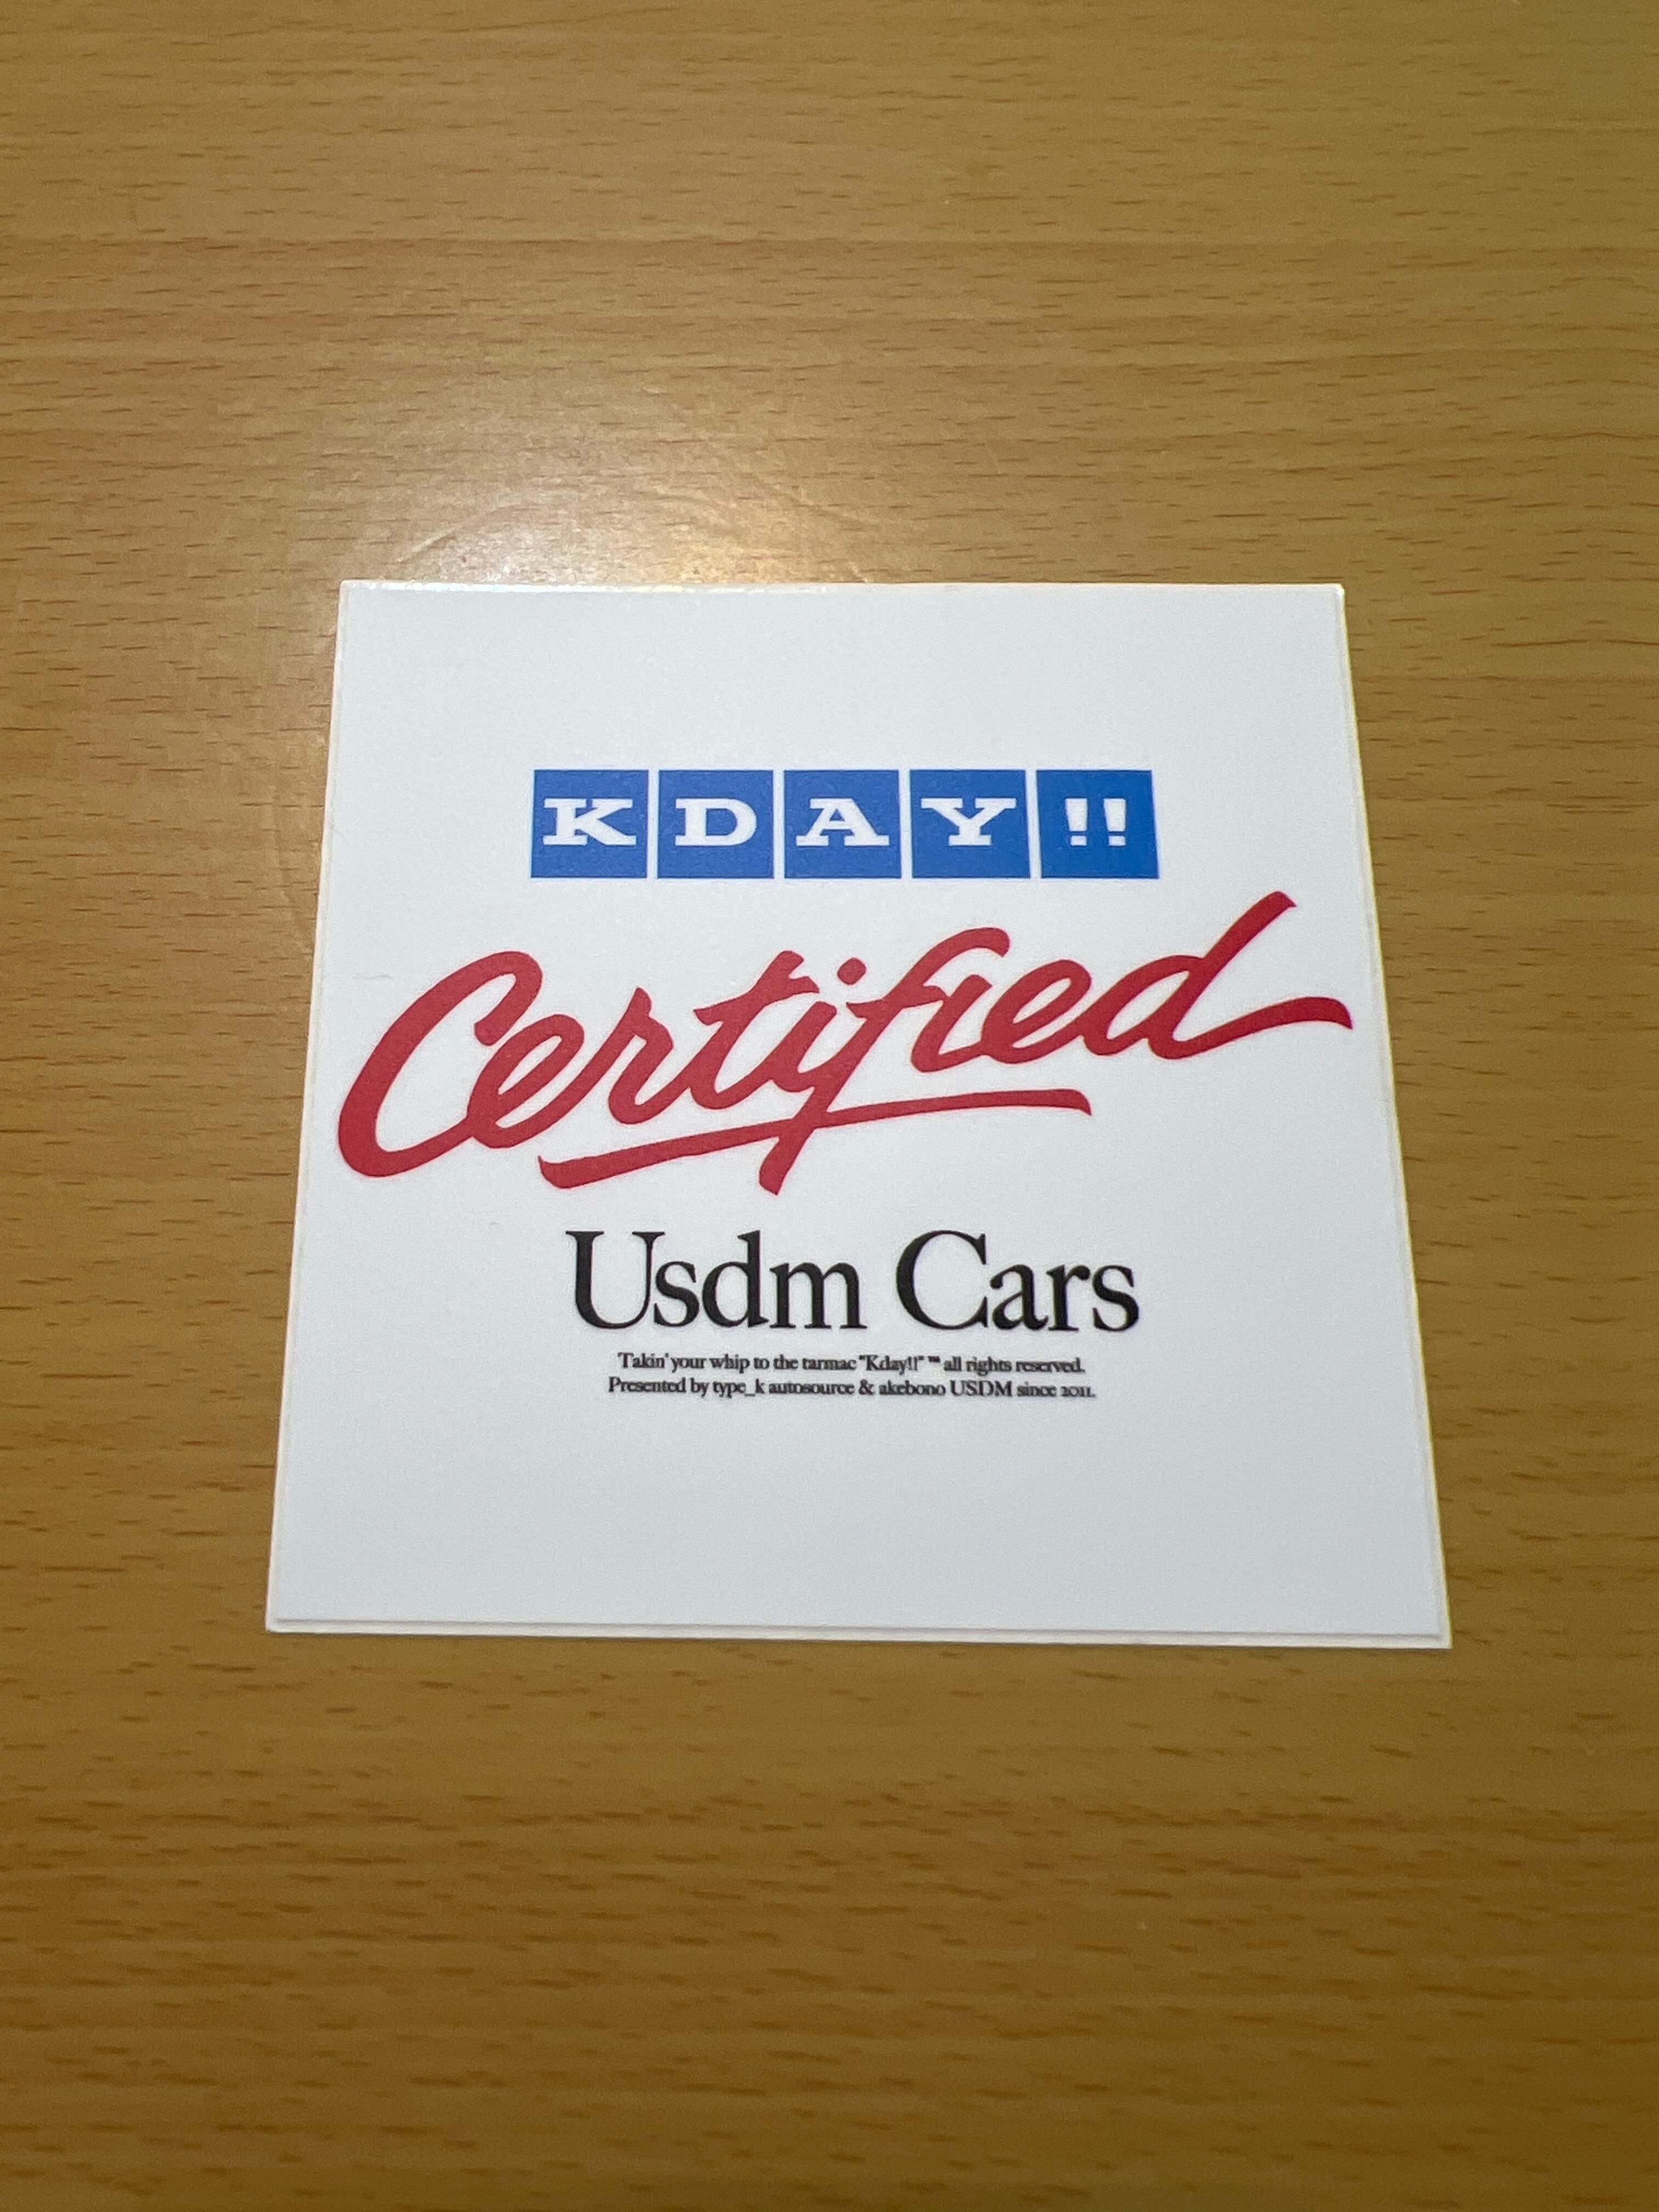 KDAY!!
Certified
Usdm Cars
Takin' your whip to the tarmac "Kday!!" ™ all rights reserved.
Presented by type_k autosource & akebono USDM since 2011.